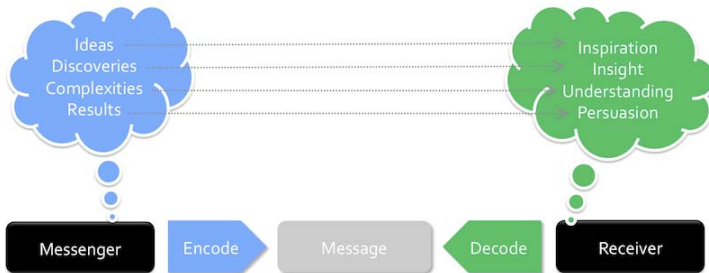 Ideas
Discoveries
Complexities
Results
Inspiration
Insight
Understanding
Persuasion
Messenger
Encode
Message
Decode
Receiver